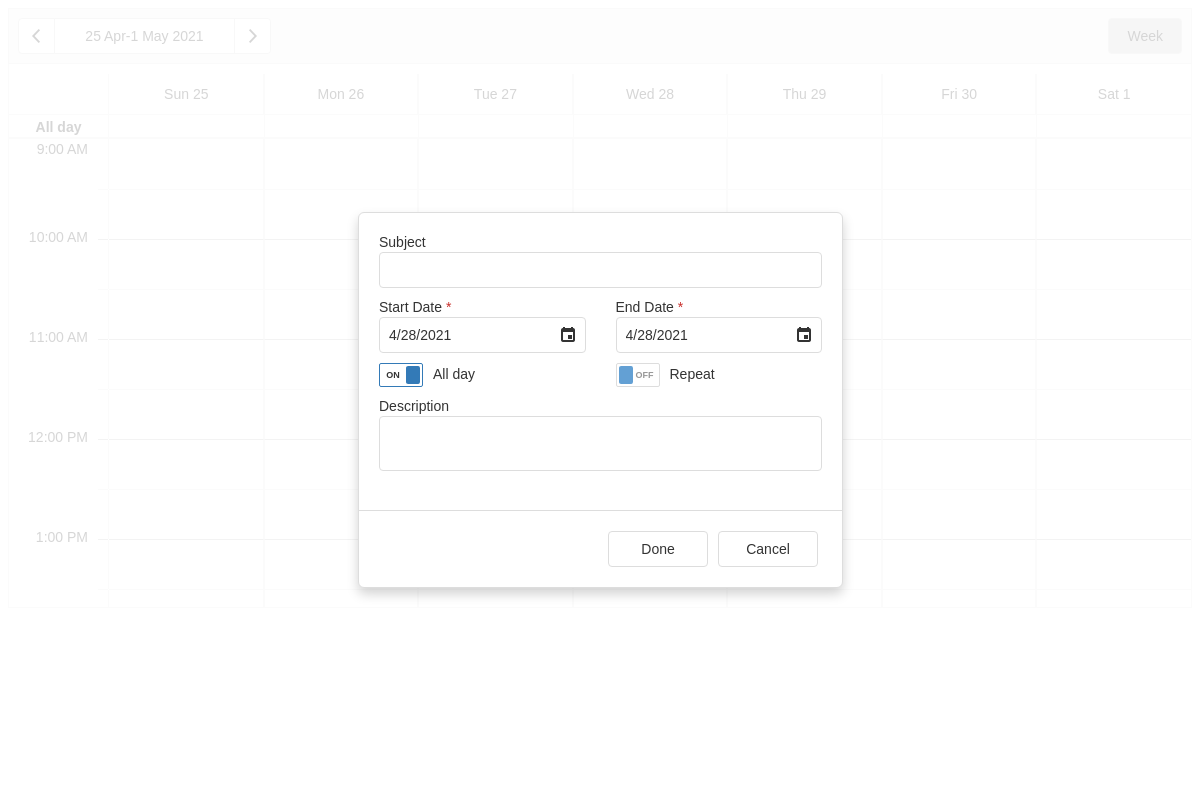 25 Apr-1 May 2021
Week
Sun 25 Mon 26 Tue 27 Wed 28 Thu 29 Fri 30 Sat 1
All day
9:00 AM
10:00 AM
11:00 AM
12:00 PM
1:00 PM
Subject
Start Date * End Date *
4/28/2021 4/28/2021
ON All day OFF Repeat
Description
Done Cancel